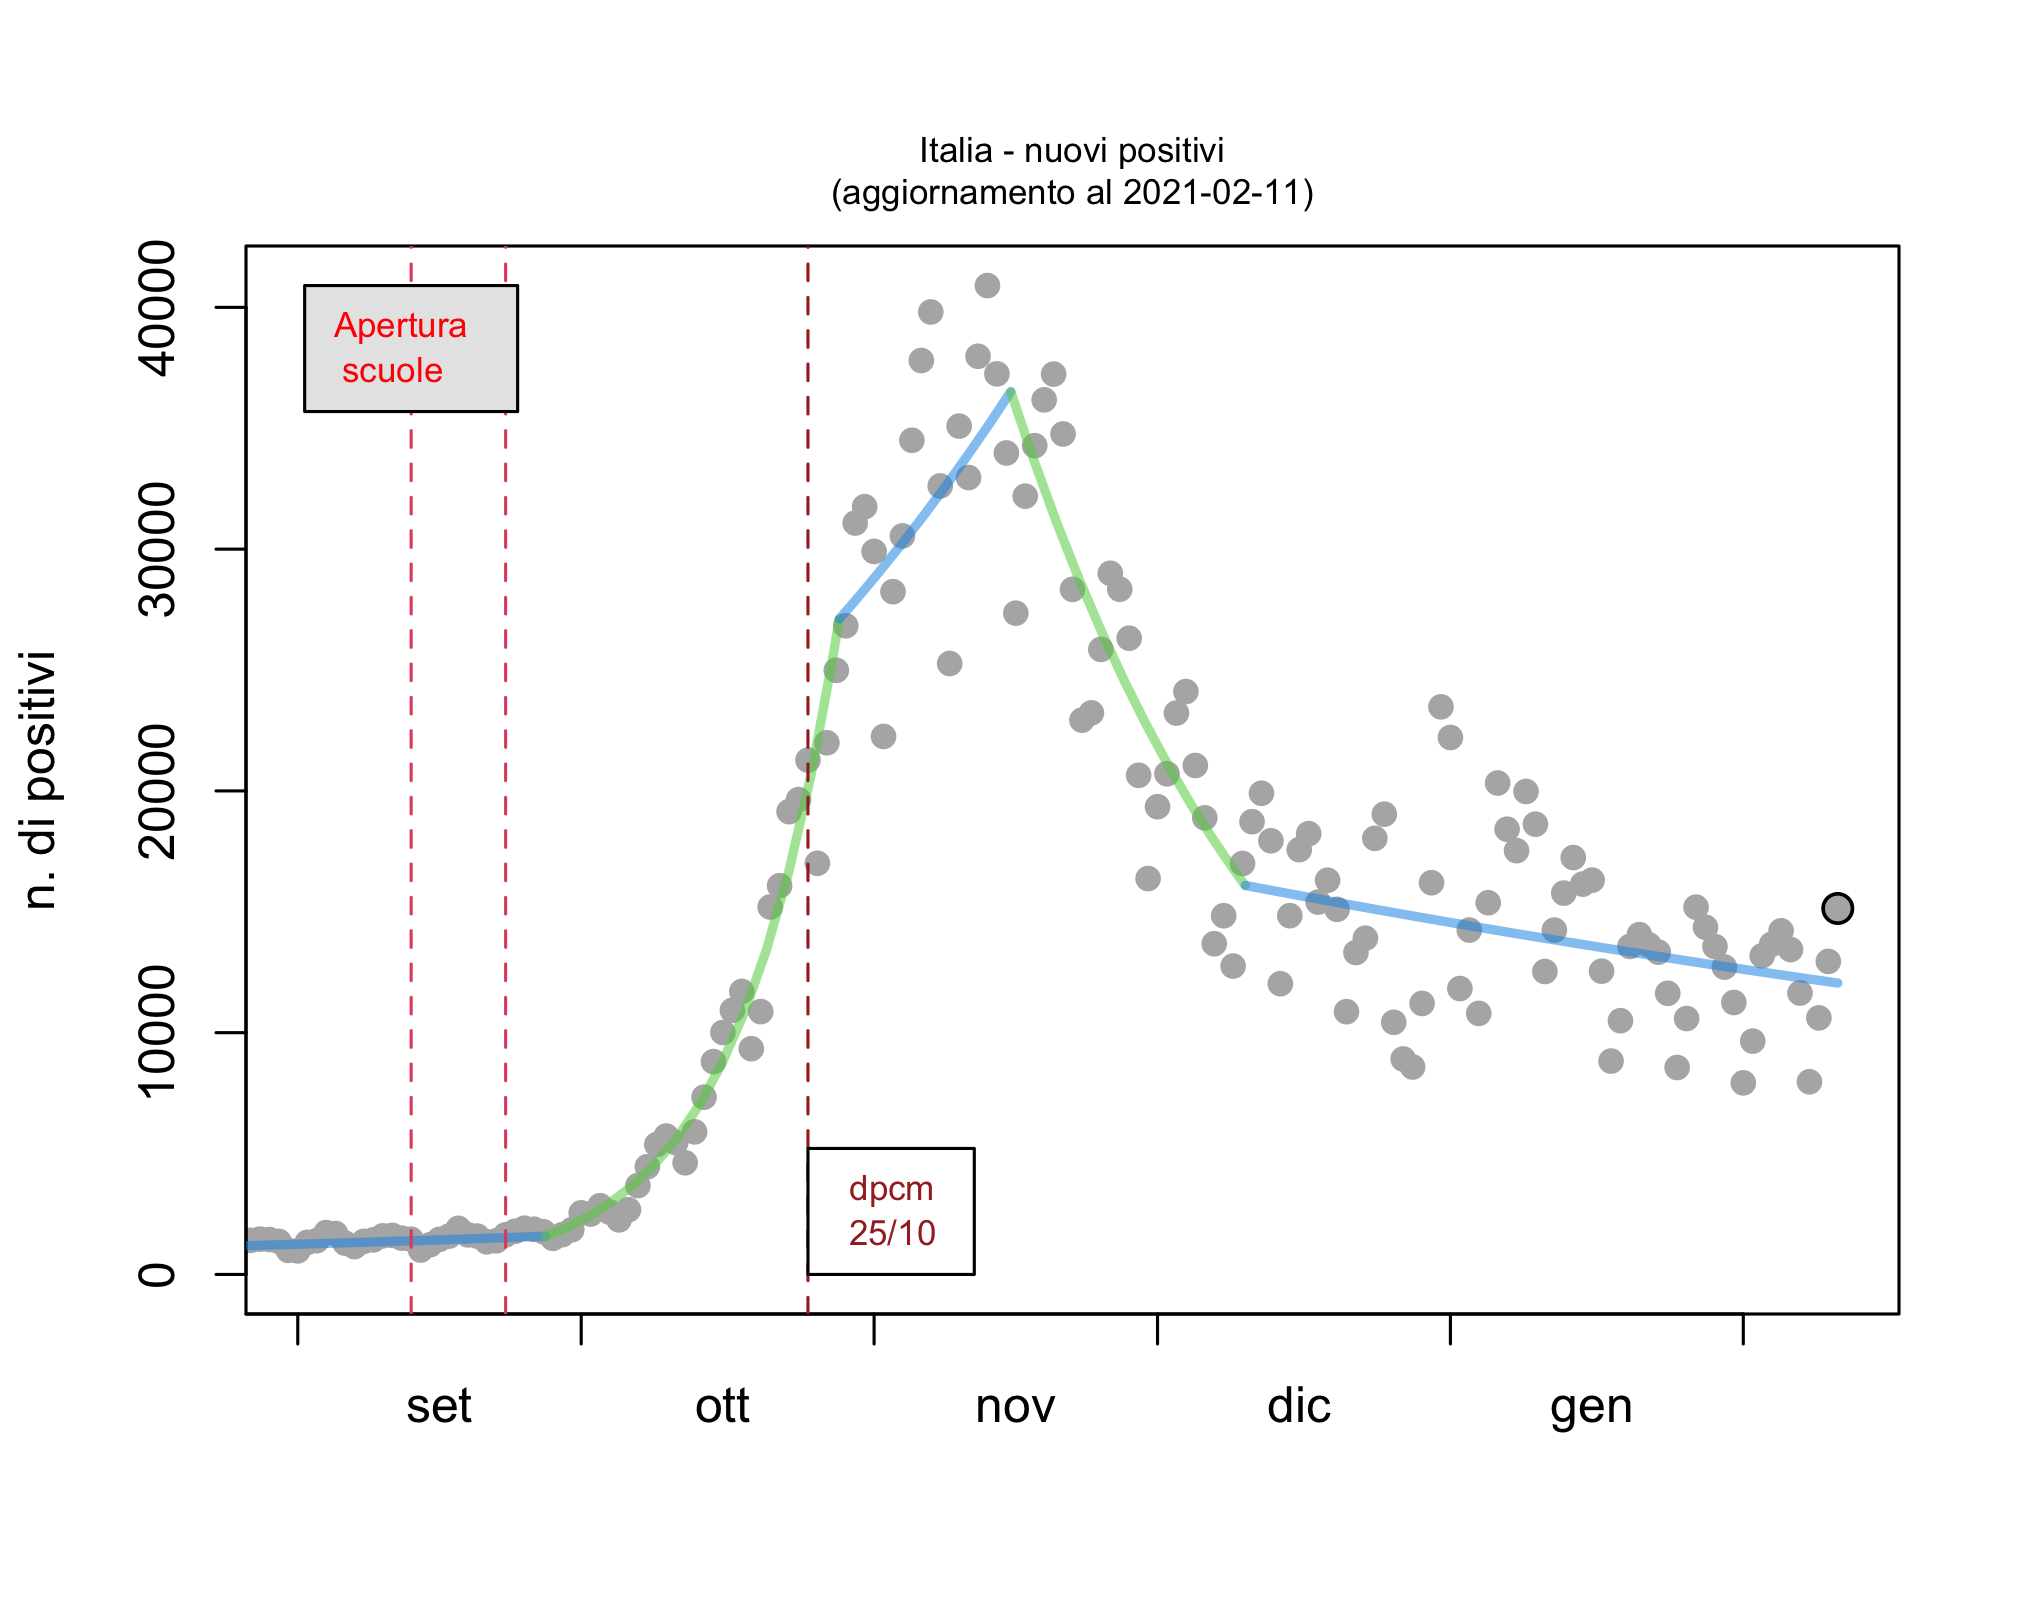 Italia - nuovi positivi
(aggiornamento al 2021-02-11)
n. di positivi
40000
30000
20000
10000
0
Apertura
scuole
dpcm
25/10
set
ott
nov
dic
gen